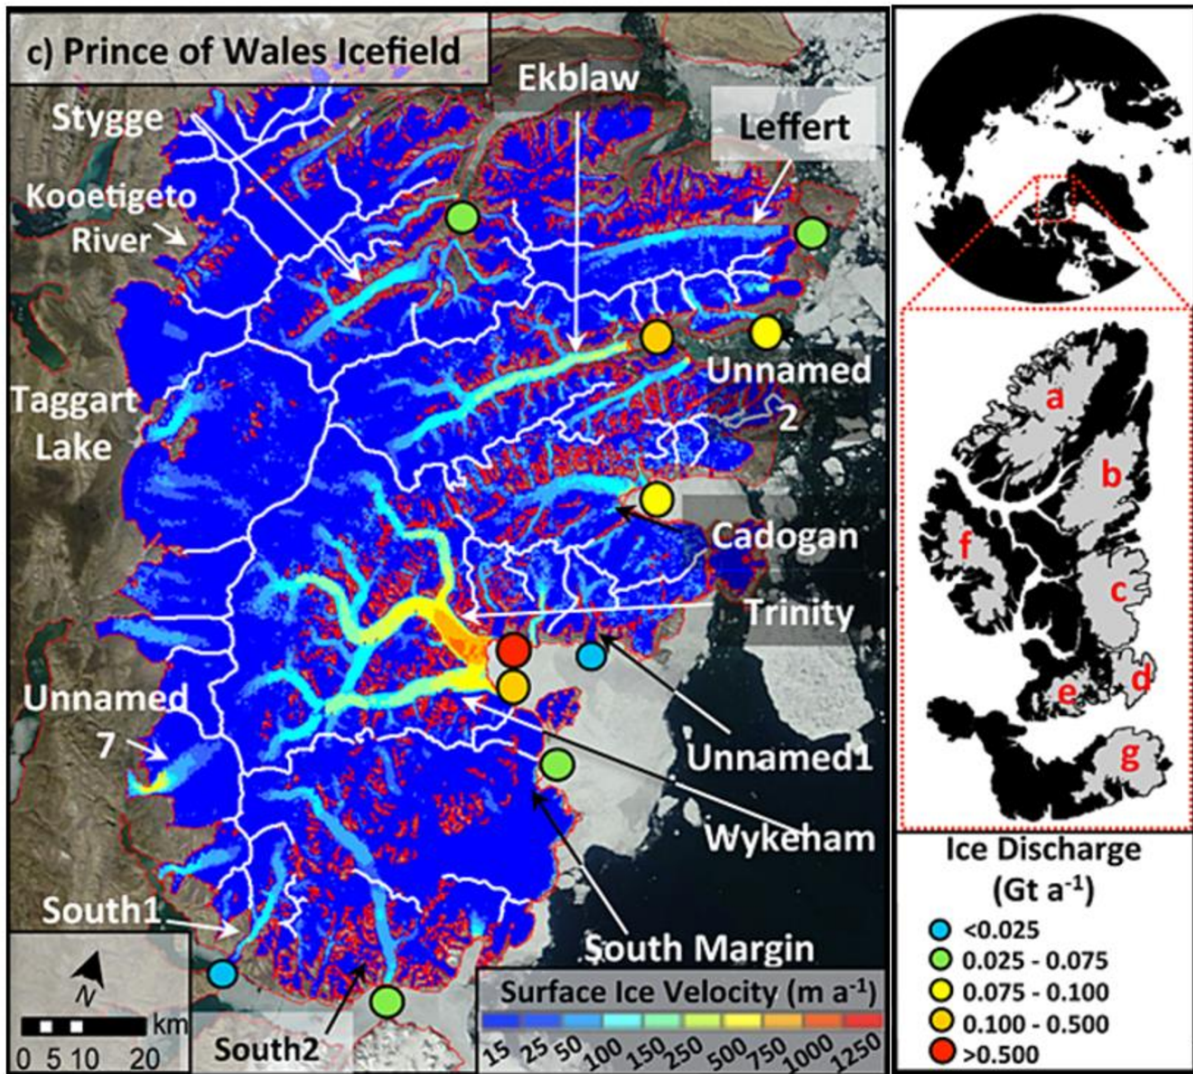 c) Prince of Wales Icefield
Ekblaw
Stygge
Leffert
Kooetigeto
River
Unnamed
2
Taggart
Lake
Cadogan
Trinity
Unnamed
7
Unnamed1
Wykeham
South1
South Margin
South2
N
0 5 10 20 km
Surface Ice Velocity (m a-1)
15 25 50 100 150 250 500 750 1000 1250
a
b
f
c
d
e
g
Ice Discharge
(Gt a-1)
<0.025
0.025 - 0.075
0.075 - 0.100
0.100 - 0.500
>0.500